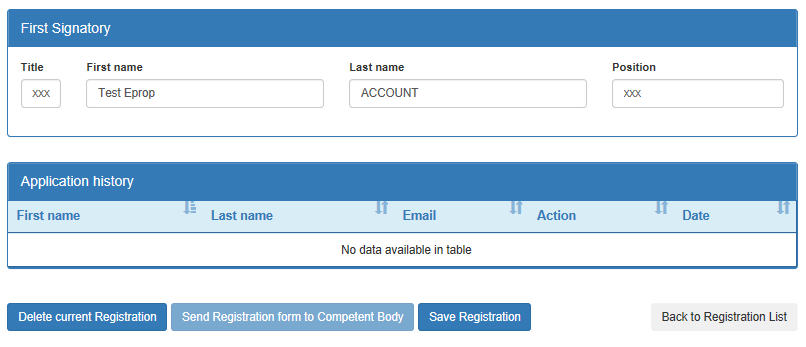 First Signatory
Title First name Last name Position
xxx Test Eprop ACCOUNT xxx
Application history
First name Last name Email Action Date
No data available in table
Delete current Registration Send Registration form to Competent Body Save Registration Back to Registration List